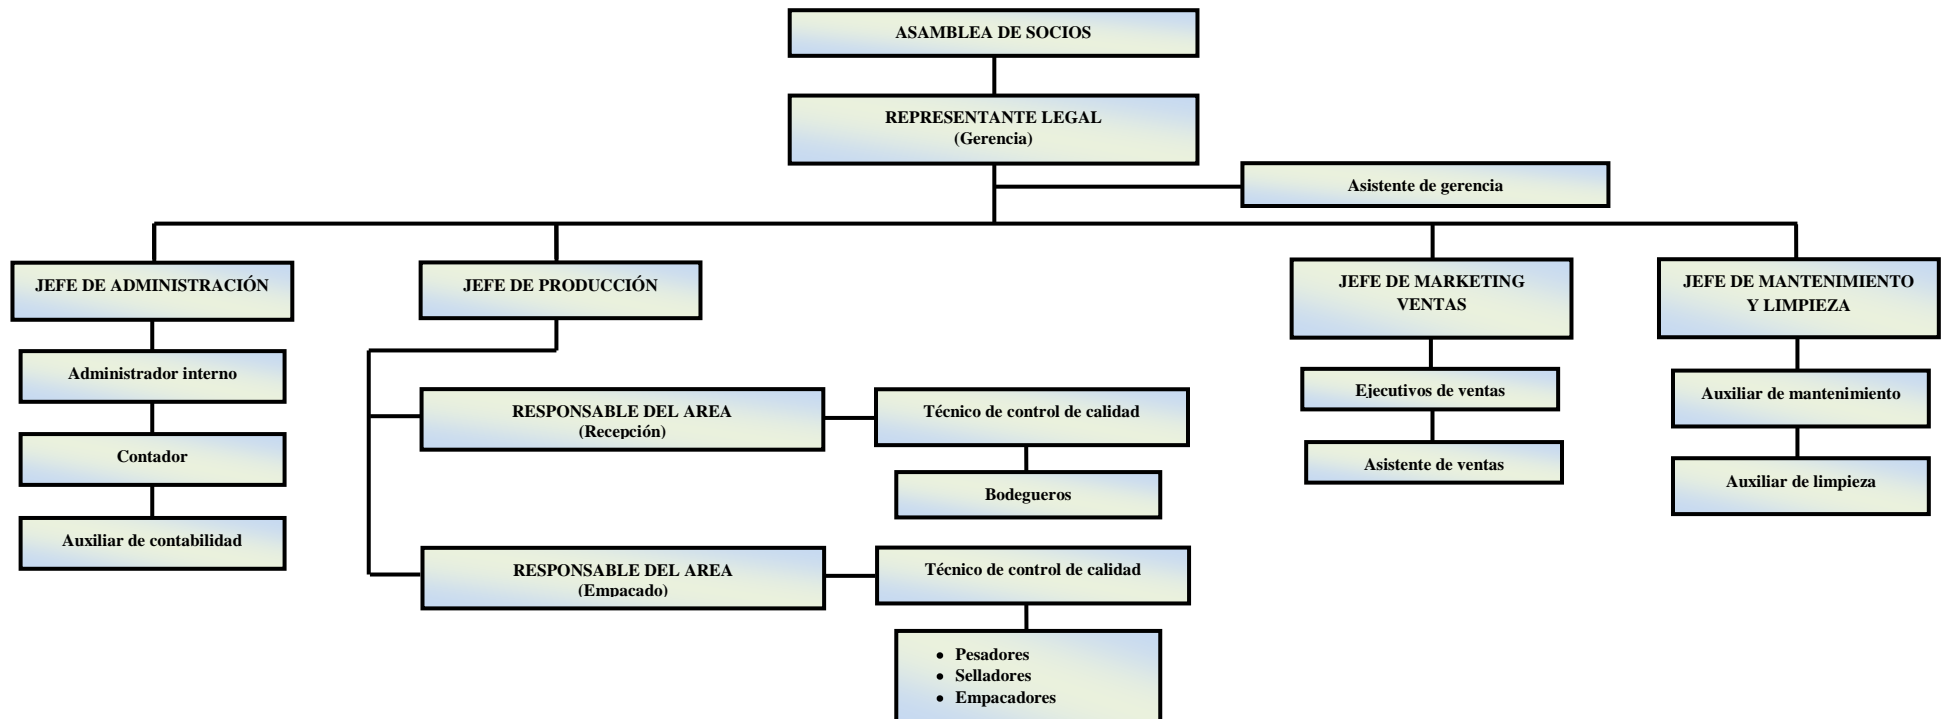 ASAMBLEA DE SOCIOS
REPRESENTANTE LEGAL
(Gerencia)
Asistente de gerencia
JEFE DE ADMINISTRACIÓN
Administrador interno
Contador
Auxiliar de contabilidad
JEFE DE PRODUCCIÓN
RESPONSABLE DEL AREA
(Recepción)
Técnico de control de calidad
Bodegueros
RESPONSABLE DEL AREA
(Empacado)
Técnico de control de calidad
• Pesadores
• Selladores
• Empacadores
JEFE DE MARKETING
VENTAS
Ejecutivos de ventas
Asistente de ventas
JEFE DE MANTENIMIENTO
Y LIMPIEZA
Auxiliar de mantenimiento
Auxiliar de limpieza